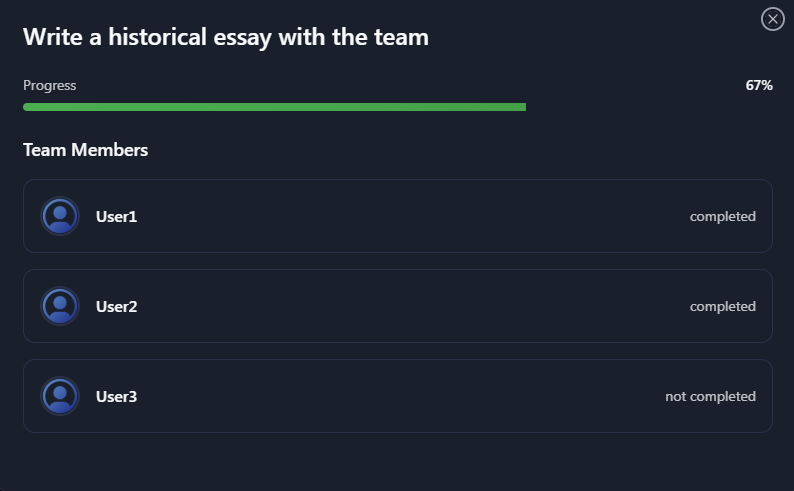 Write a historical essay with the team
Progress 67%
Team Members
User1 completed
User2 completed
User3 not completed